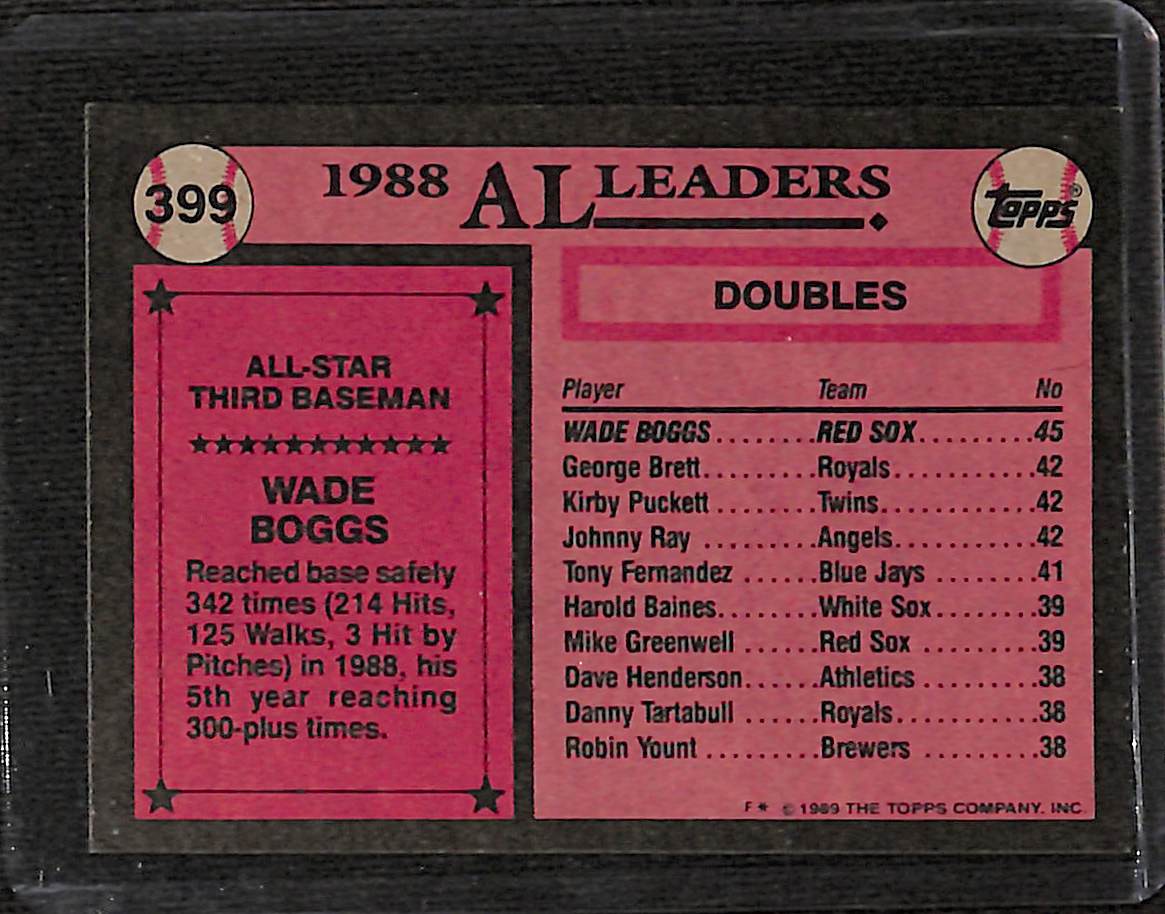 399
1988 AL LEADERS
TOPPS®
ALL-STAR
THIRD BASEMAN
WADE
BOGGS
Reached base safely
342 times (214 Hits,
125 Walks, 3 Hit by
Pitches) in 1988, his
5th year reaching
300-plus times.
DOUBLES
Player Team No
WADE BOGGS........RED SOX.........45
George Brett.........Royals...........42
Kirby Puckett ........Twins............42
Johnny Ray .........Angels...........42
Tony Fernandez ......Blue Jays ........41
Harold Baines.......White Sox........39
Mike Greenwell ......Red Sox .........39
Dave Henderson......Athletics .........38
Danny Tartabull ......Royals...........38
Robin Yount .........Brewers .........38
F* © 1989 THE TOPPS COMPANY. INC.